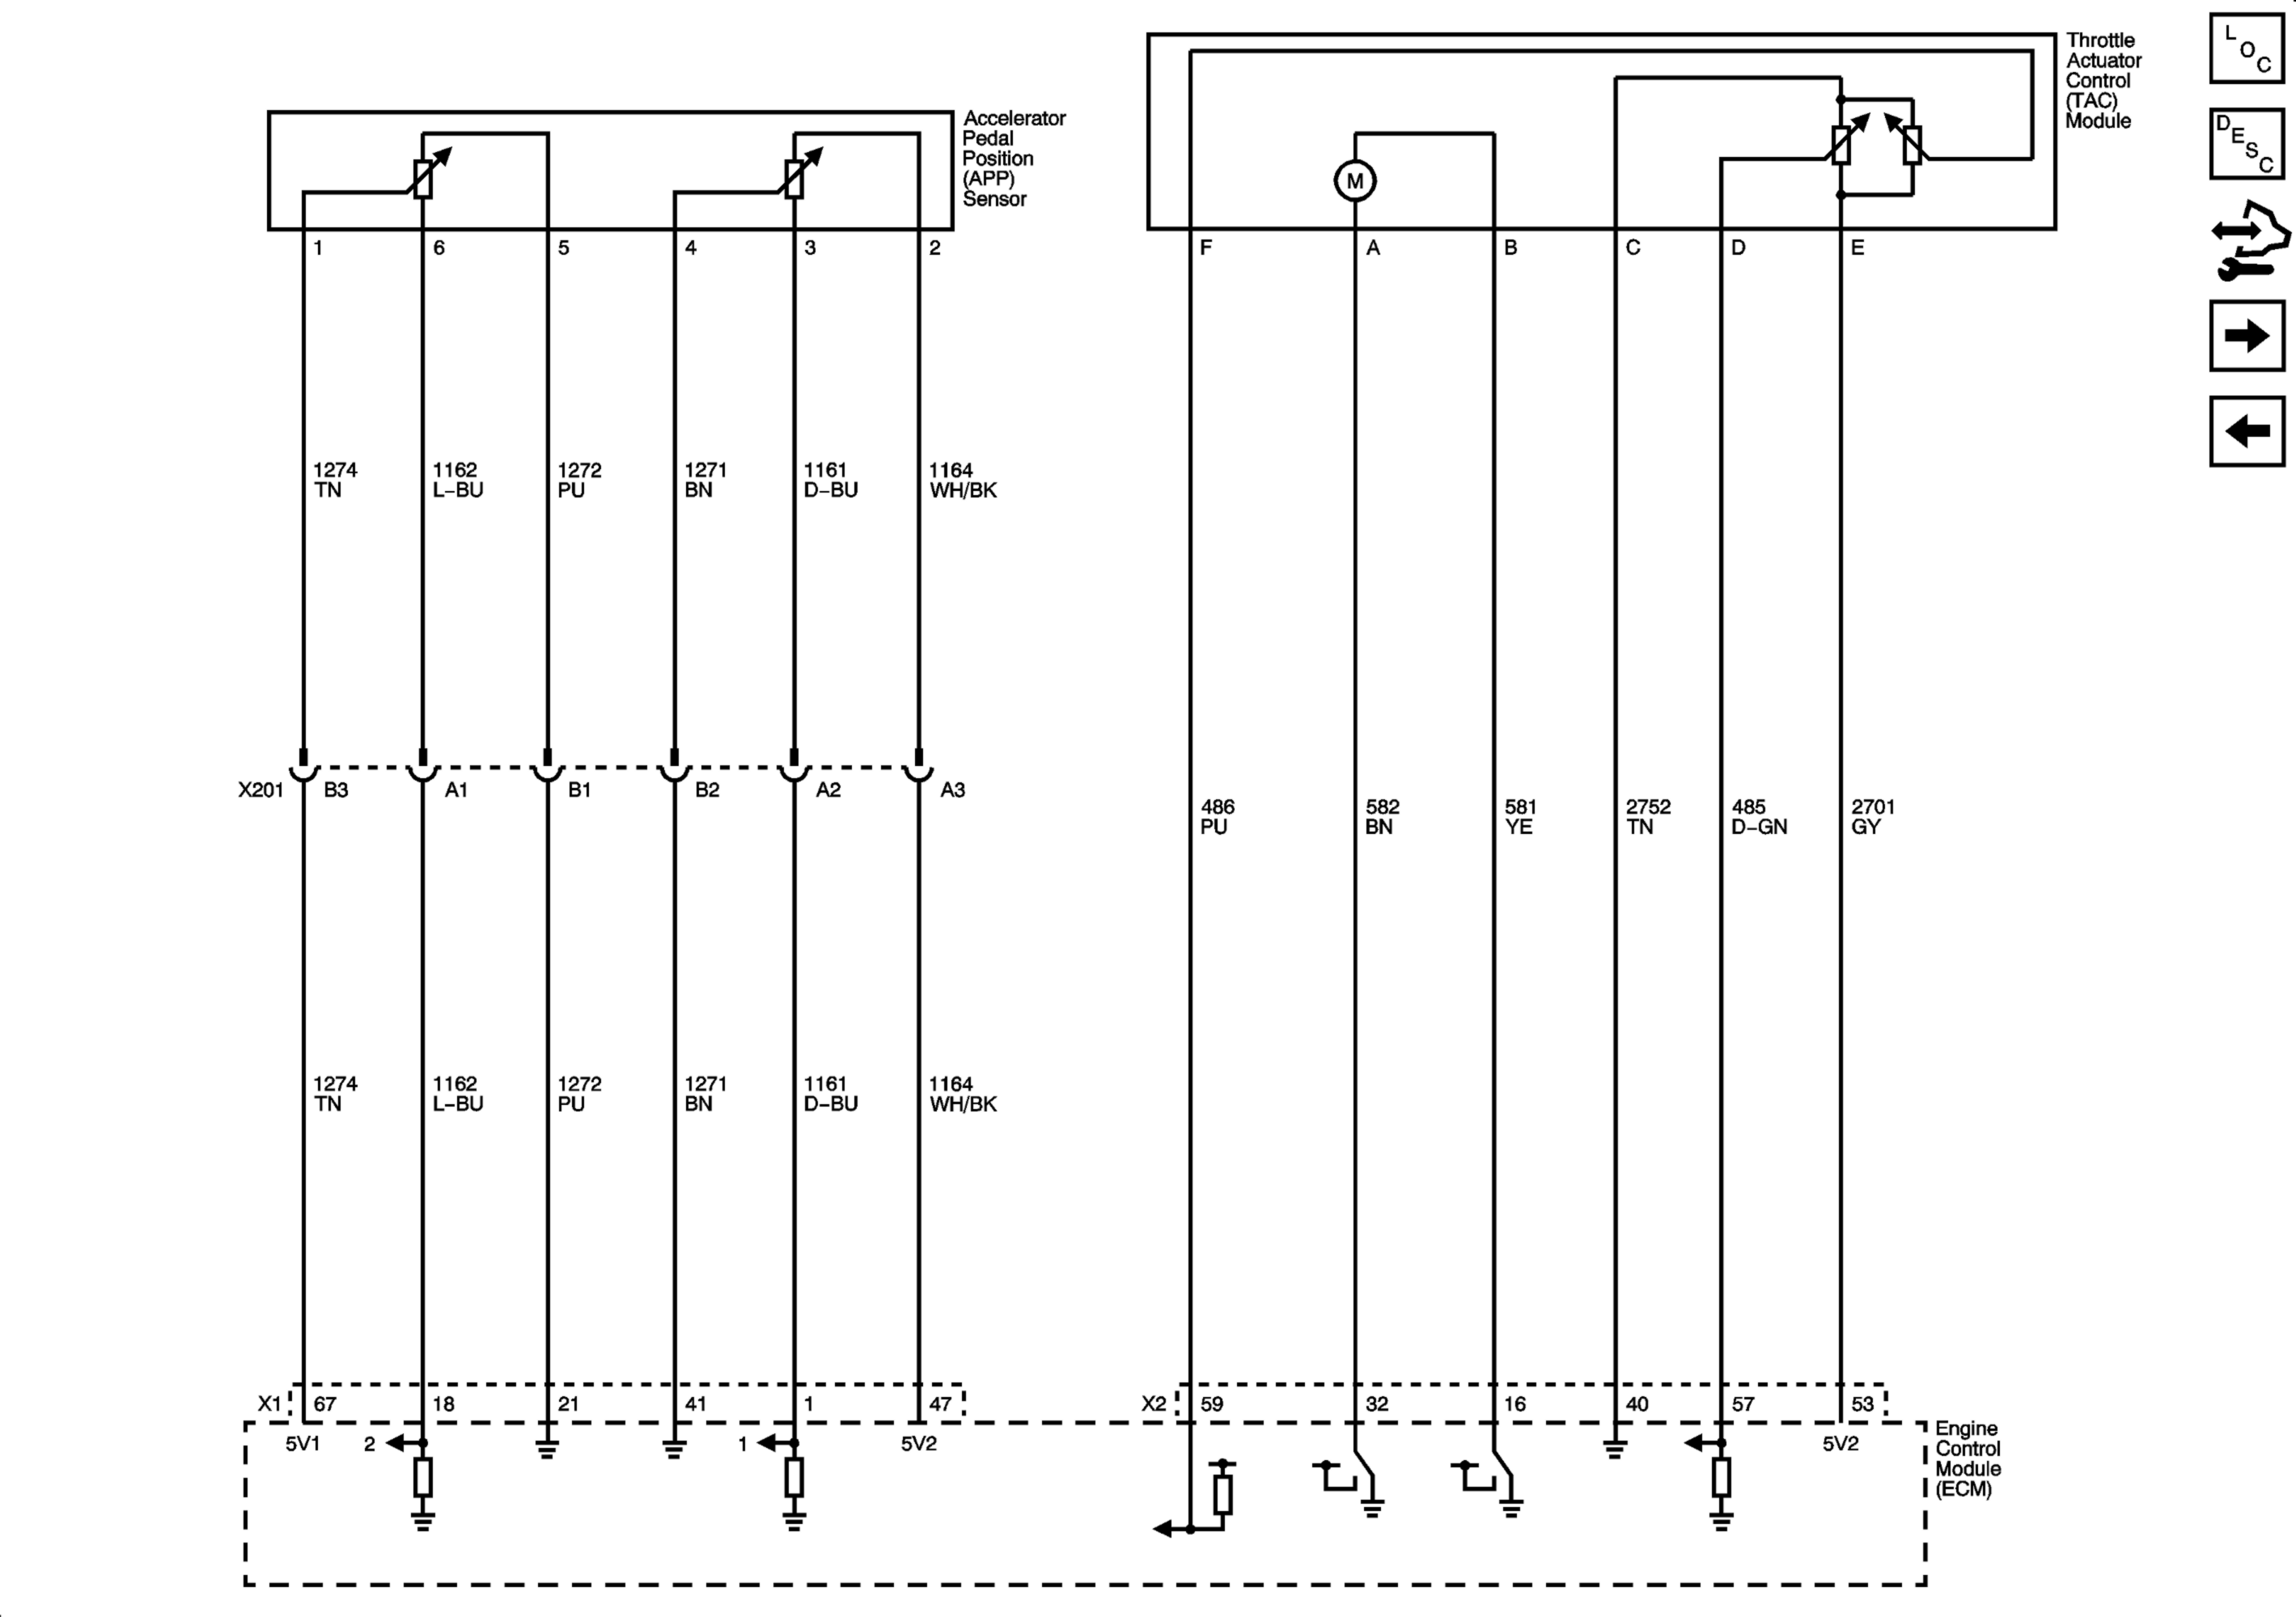 L
O
C
D
E
S
C
Throttle
Actuator
Control
(TAC)
Module
Accelerator
Pedal
Position
(APP)
Sensor
M
1 6 5 4 3 2
F A B C D E
1274 1162 1272 1271 1161 1164
TN L-BU PU BN D-BU WH/BK
X201 B3 A1 B1 B2 A2 A3
486 582 581 2752 485 2701
PU BN YE TN D-GN GY
1274 1162 1272 1271 1161 1164
TN L-BU PU BN D-BU WH/BK
X1 67 18 21 41 1 47
X2 59 32 16 40 57 53
5V1 2 1 5V2 5V2
Engine
Control
Module
(ECM)